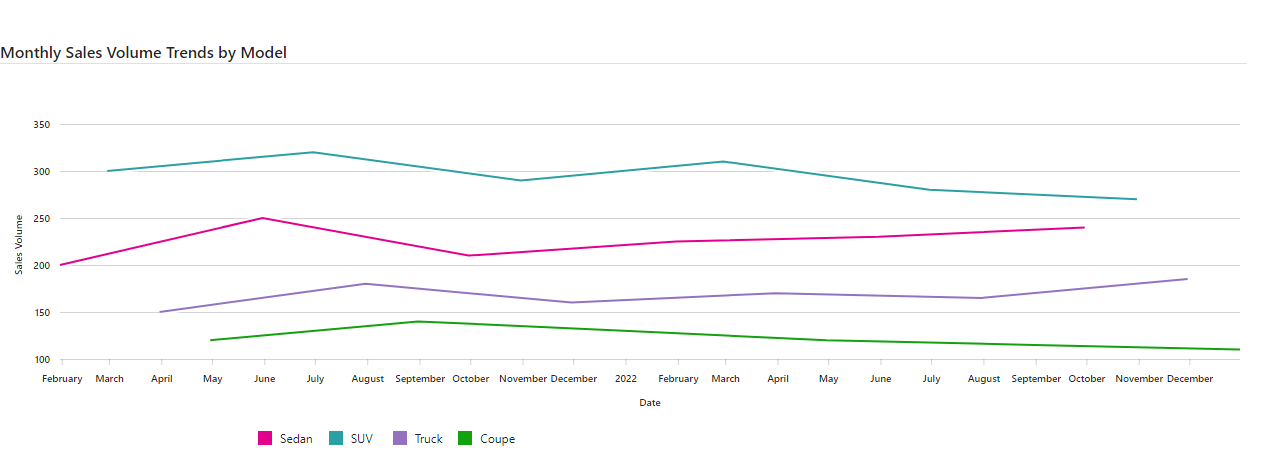 Monthly Sales Volume Trends by Model
350
300
250
200
150
100
Sales Volume
February March April May June July August September October November December 2022 February March April May June July August September October November December
Date
Sedan SUV Truck Coupe